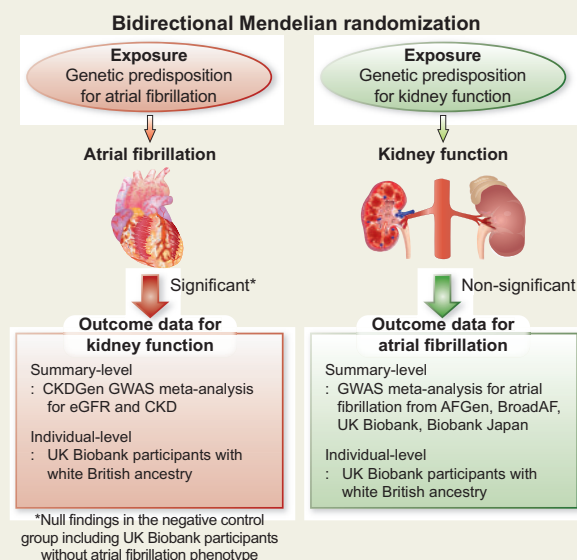 Bidirectional Mendelian randomization
Exposure
Genetic predisposition
for atrial fibrillation
Atrial fibrillation
Significant*
Outcome data for
kidney function
Summary-level
: CKDGen GWAS meta-analysis
for eGFR and CKD
Individual-level
: UK Biobank participants with
white British ancestry
*Null findings in the negative control
group including UK Biobank participants
without atrial fibrillation phenotype
Exposure
Genetic predisposition
for kidney function
Kidney function
Non-significant
Outcome data for
atrial fibrillation
Summary-level
: GWAS meta-analysis for atrial
fibrillation from AFGen, BroadAF,
UK Biobank, Biobank Japan
Individual-level
: UK Biobank participants with
white British ancestry